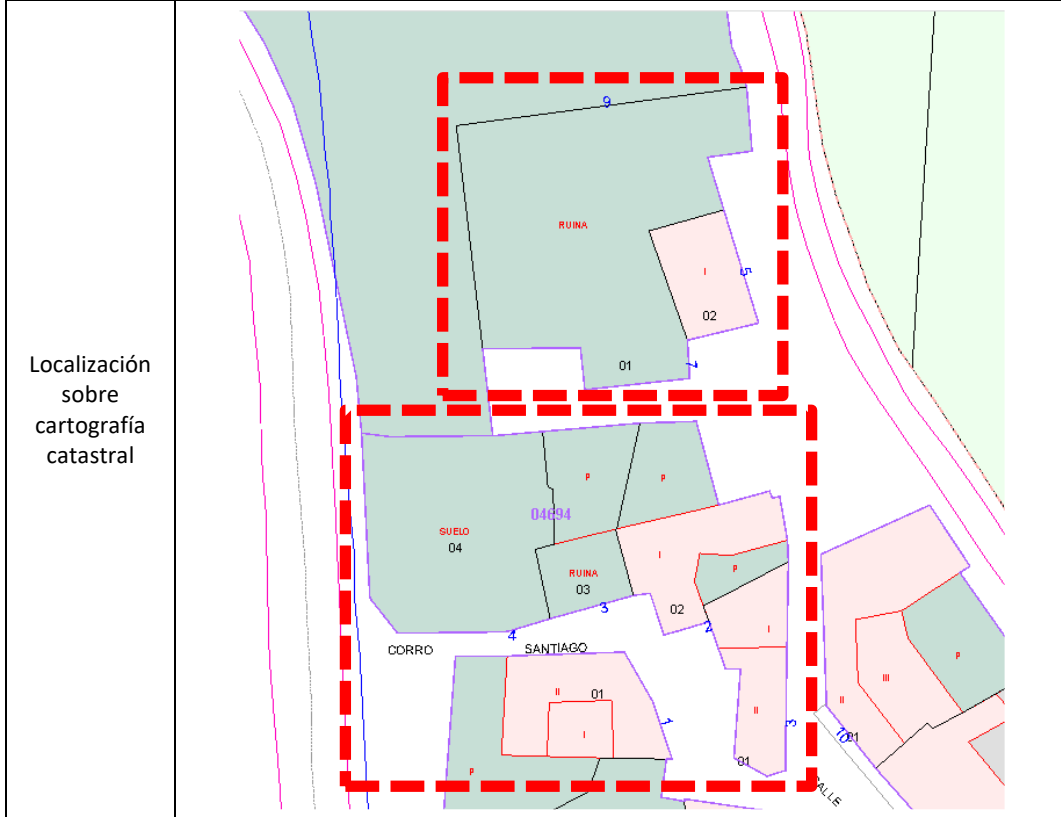 Localización
sobre
cartografía
catastral
9
RUINA
I
5
02
01
7
P
P
04694
SUELO
04
I
P
RUINA
03
3
02
2
4
I
CORRO
SANTIAGO
P
III
II
01
1
I
II
3
II
01
10
P
01
CALLE